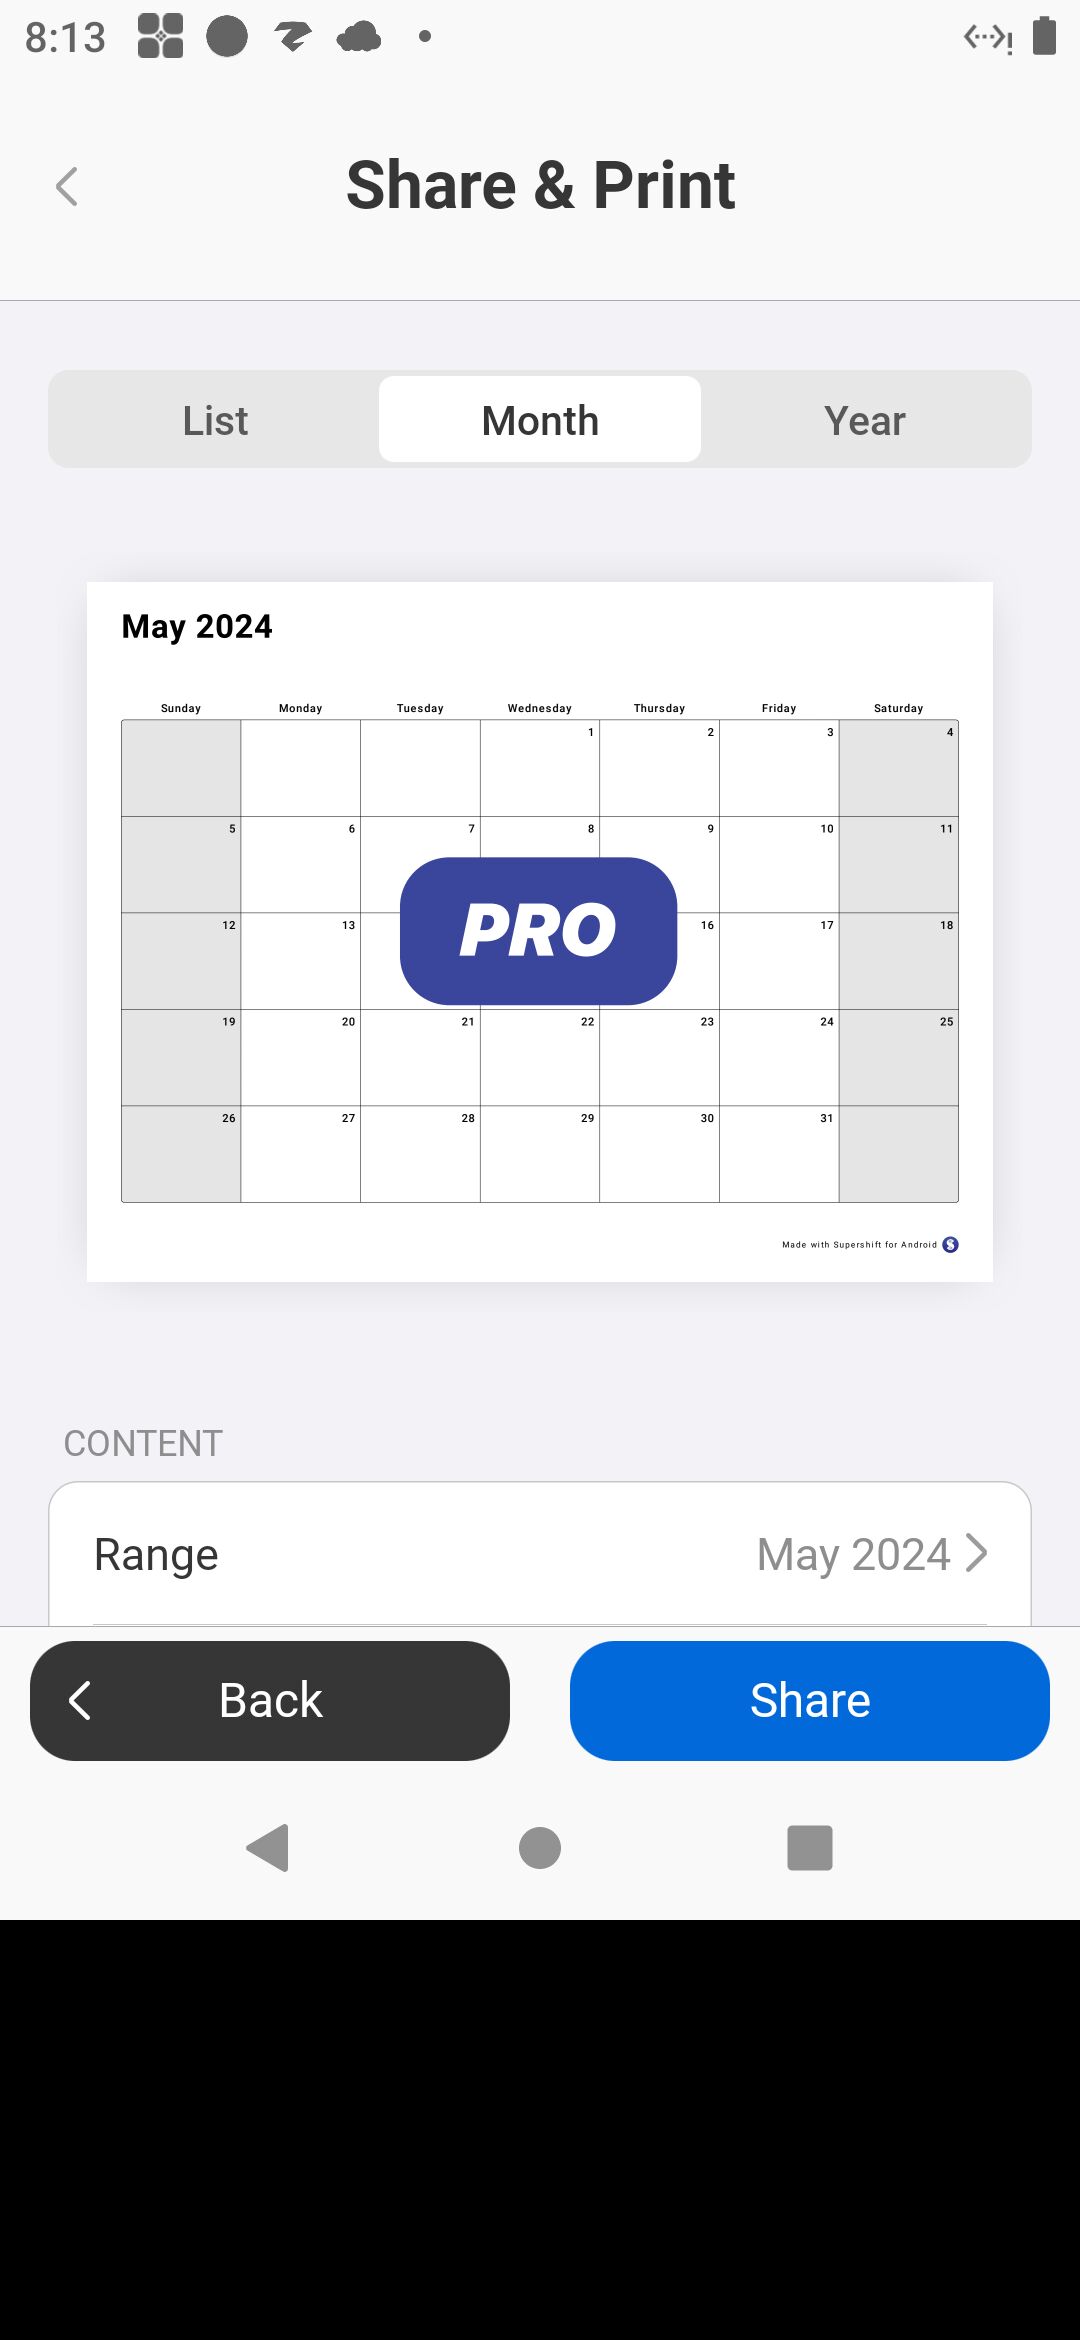 8:13
Share & Print
List Month Year
May 2024
Sunday Monday Tuesday Wednesday Thursday Friday Saturday
1 2 3 4
5 6 7 8 9 10 11
12 13 16 17 18
PRO
19 20 21 22 23 24 25
26 27 28 29 30 31
Made with Supershift for Android
CONTENT
Range May 2024
Back Share